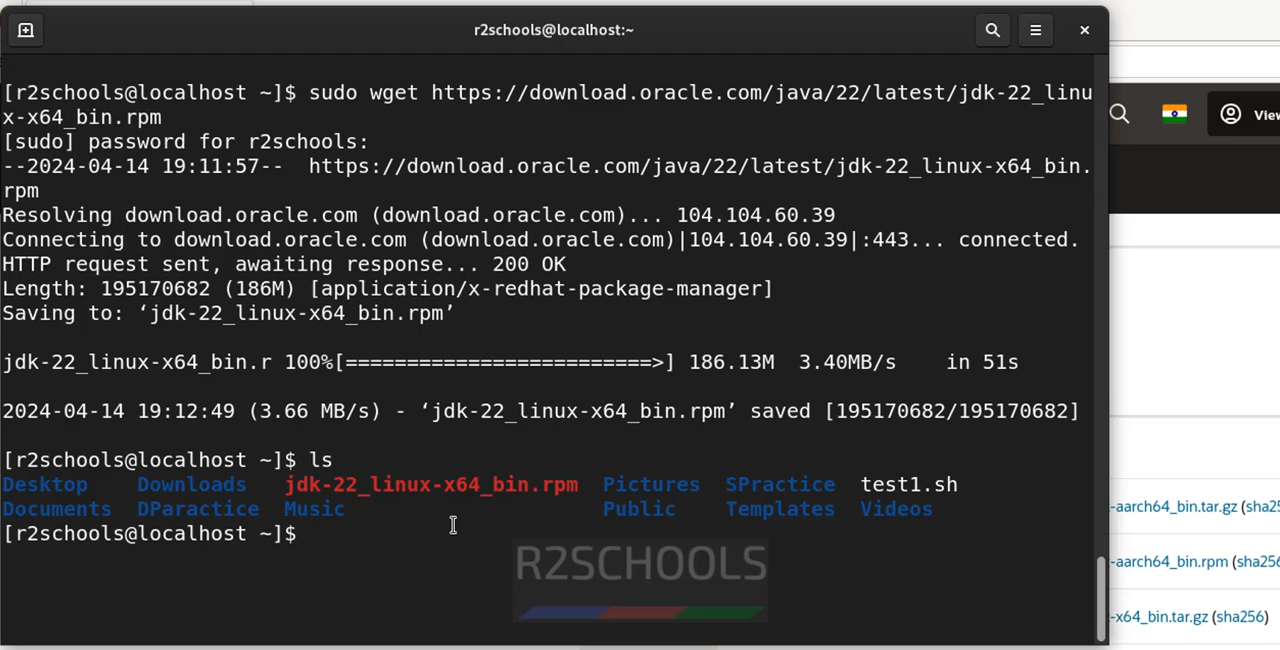 r2schools@localhost:~
[r2schools@localhost ~]$ sudo wget https://download.oracle.com/java/22/latest/jdk-22_linu
x-x64_bin.rpm
[sudo] password for r2schools:
--2024-04-14 19:11:57--  https://download.oracle.com/java/22/latest/jdk-22_linux-x64_bin.
rpm
Resolving download.oracle.com (download.oracle.com)... 104.104.60.39
Connecting to download.oracle.com (download.oracle.com)|104.104.60.39|:443... connected.
HTTP request sent, awaiting response... 200 OK
Length: 195170682 (186M) [application/x-redhat-package-manager]
Saving to: ‘jdk-22_linux-x64_bin.rpm’
jdk-22_linux-x64_bin.r 100%[========================>] 186.13M  3.40MB/s    in 51s
2024-04-14 19:12:49 (3.66 MB/s) - ‘jdk-22_linux-x64_bin.rpm’ saved [195170682/195170682]
[r2schools@localhost ~]$ ls
Desktop    Downloads  jdk-22_linux-x64_bin.rpm  Pictures  SPractice  test1.sh
Documents  DParactice  Music  Public  Templates  Videos
[r2schools@localhost ~]$
R2SCHOOLS
-aarch64_bin.tar.gz
-aarch64_bin.rpm
-x64_bin.tar.gz (sha256)